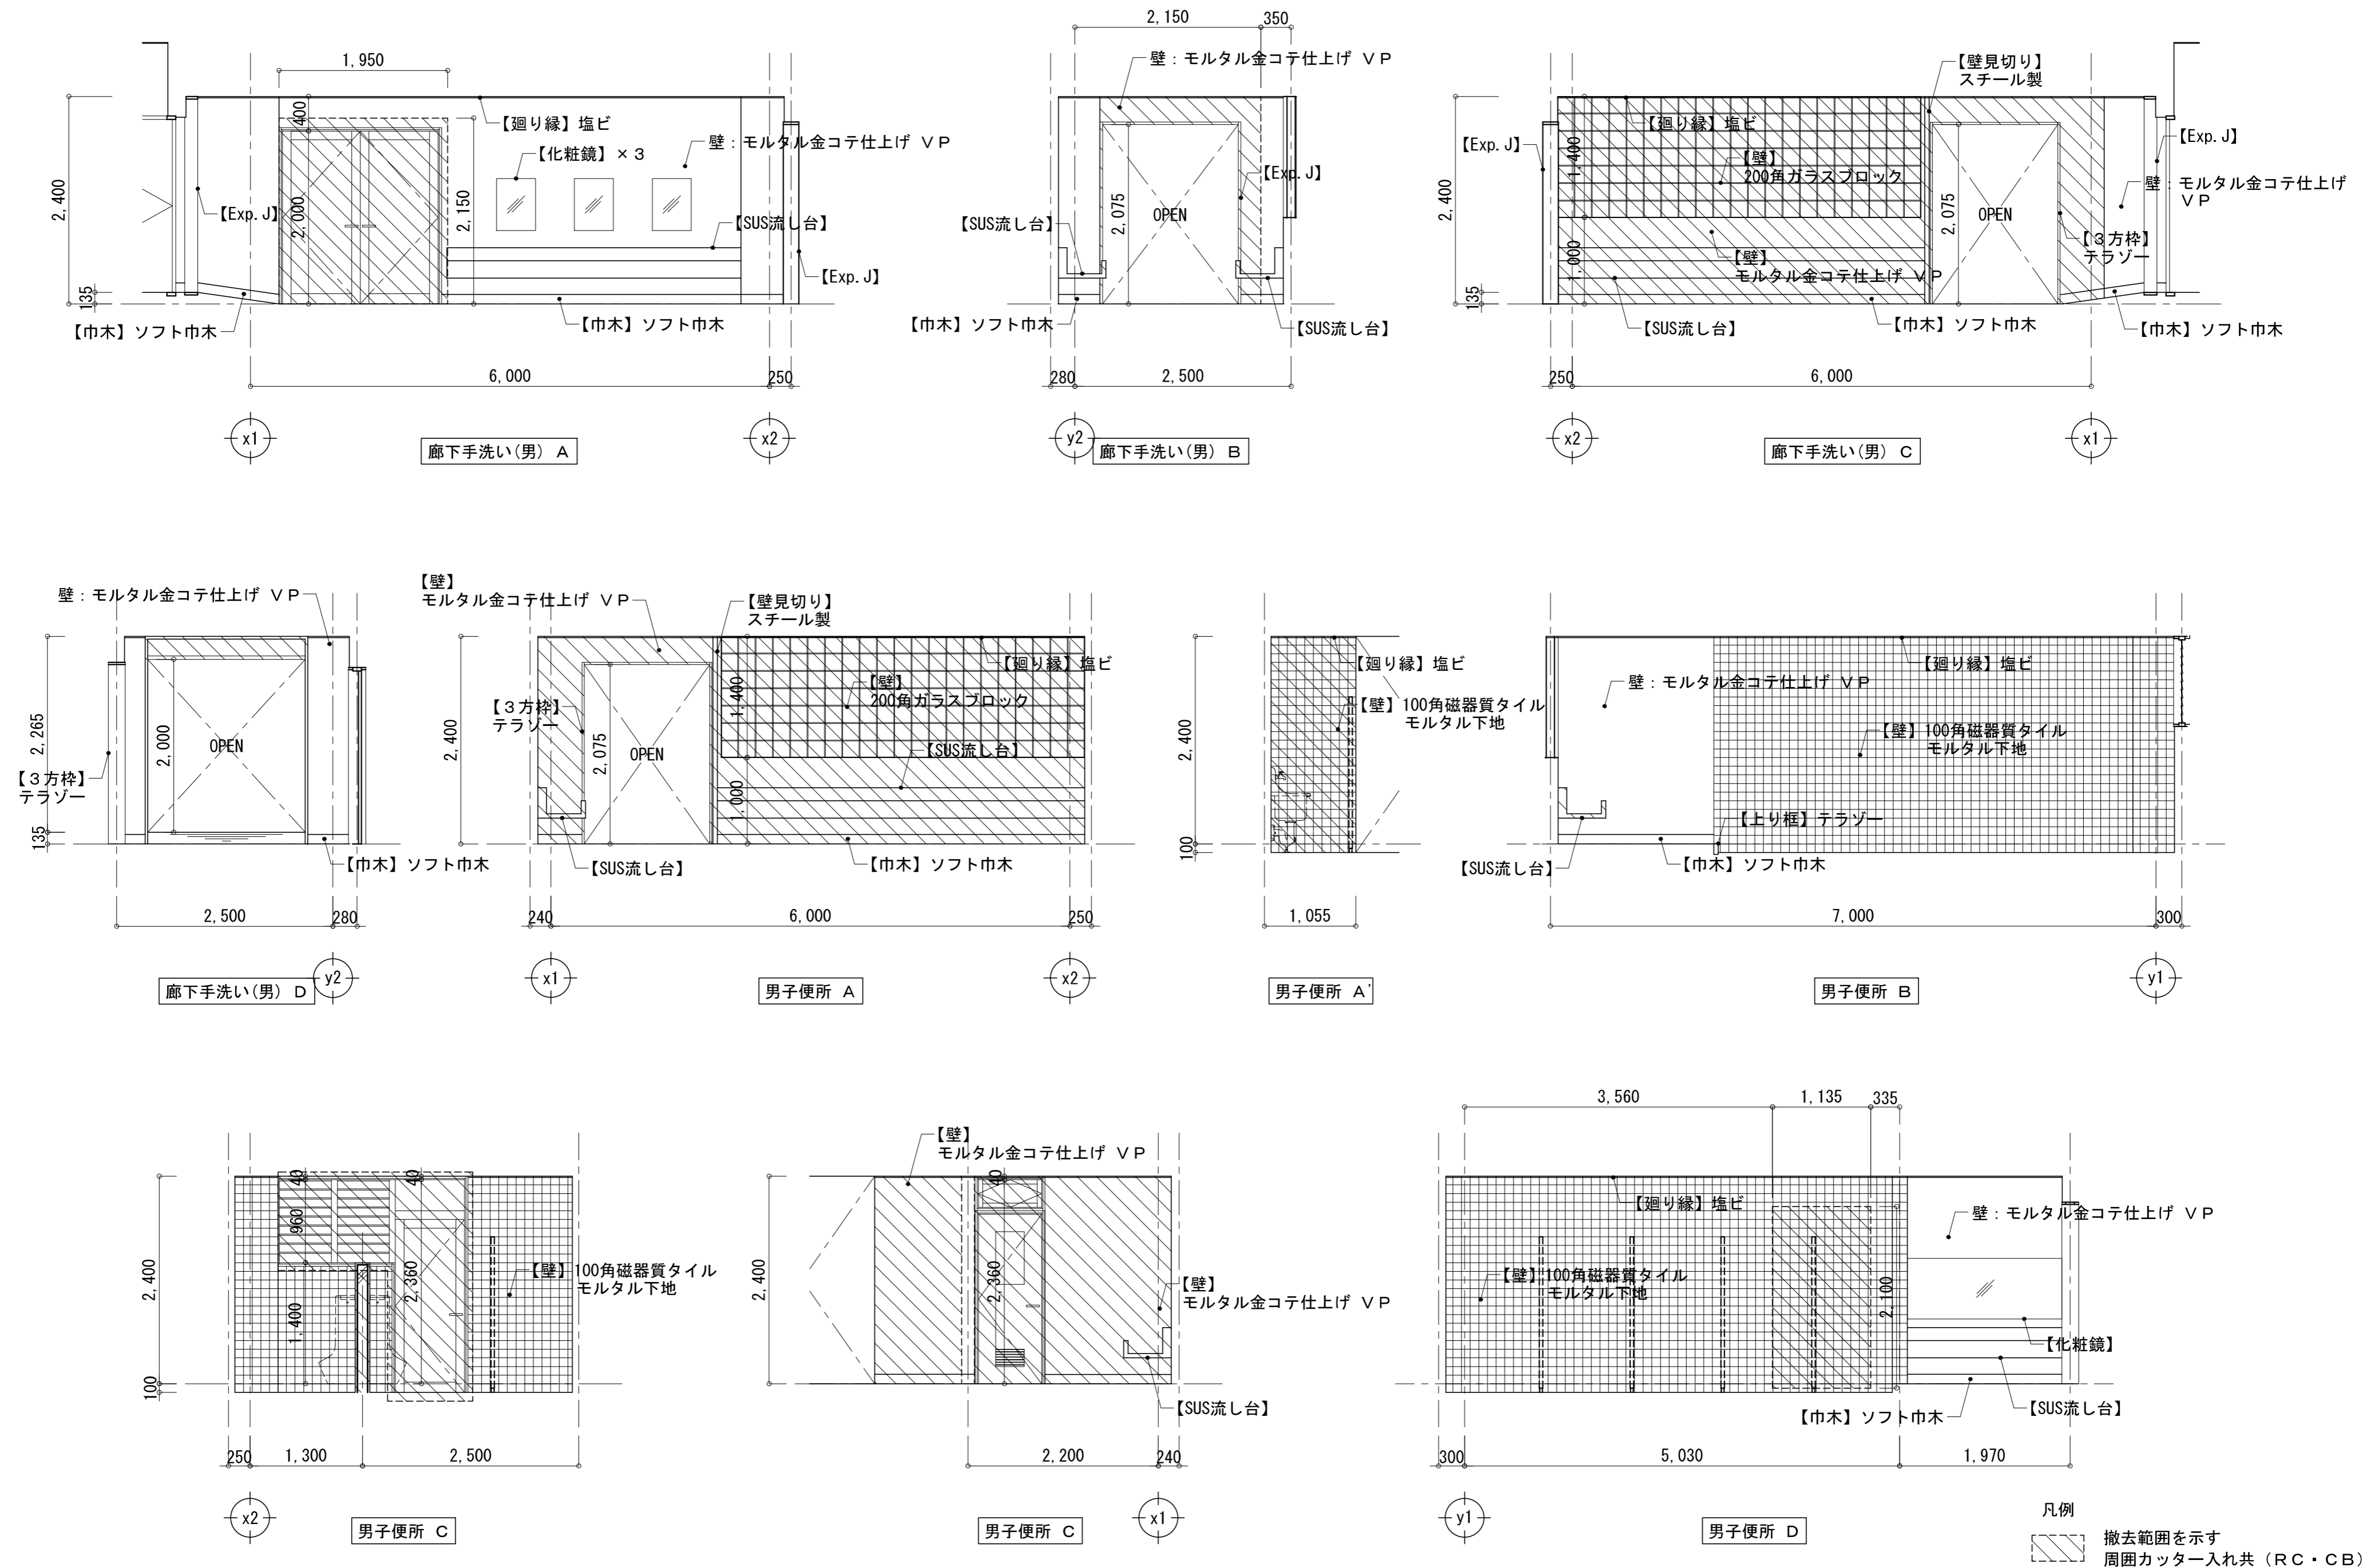 1,950
2,400
135
400
2,000
2,150
【廻り縁】塩ビ
【化粧鏡】×３
壁：モルタル金コテ仕上げ ＶＰ
【Exp.J】
【SUS流し台】
【Exp.J】
【巾木】ソフト巾木
【巾木】ソフト巾木
6,000
250
x1
x2
廊下手洗い(男) Ａ
2,150
350
壁：モルタル金コテ仕上げ ＶＰ
【Exp.J】
2,075
OPEN
【SUS流し台】
【巾木】ソフト巾木
【SUS流し台】
280
2,500
y2
廊下手洗い(男) Ｂ
【壁見切り】
スチール製
【廻り縁】塩ビ
【Exp.J】
【Exp.J】
2,400
1,400
【壁】
200角ガラスブロック
壁：モルタル金コテ仕上げ
ＶＰ
2,075
OPEN
【３方枠】
テラゾー
1,000
【壁】
モルタル金コテ仕上げ ＶＰ
135
【SUS流し台】
【巾木】ソフト巾木
【巾木】ソフト巾木
250
6,000
x2
x1
廊下手洗い(男) Ｃ
壁：モルタル金コテ仕上げ ＶＰ
2,265
2,000
OPEN
【３方枠】
テラゾー
135
【巾木】ソフト巾木
2,500
280
y2
廊下手洗い(男) Ｄ
【壁】
モルタル金コテ仕上げ ＶＰ
【壁見切り】
スチール製
【廻り縁】塩ビ
【壁】
200角ガラスブロック
1,400
【３方枠】
テラゾー
2,400
2,075
OPEN
【SUS流し台】
1,000
【SUS流し台】
【巾木】ソフト巾木
240
6,000
250
x1
x2
男子便所 Ａ
【廻り縁】塩ビ
【壁】100角磁器質タイル
モルタル下地
2,400
100
1,055
男子便所 Ａ'
【廻り縁】塩ビ
壁：モルタル金コテ仕上げ ＶＰ
【壁】100角磁器質タイル
モルタル下地
【上り框】テラゾー
【SUS流し台】
【巾木】ソフト巾木
7,000
300
y1
男子便所 Ｂ
40
40
960
2,400
2,360
1,400
100
【壁】100角磁器質タイル
モルタル下地
250
1,300
2,500
x2
男子便所 Ｃ
【壁】
モルタル金コテ仕上げ ＶＰ
40
2,400
2,360
【壁】
モルタル金コテ仕上げ ＶＰ
【SUS流し台】
2,200
240
x1
男子便所 Ｃ
3,560
1,135
335
【廻り縁】塩ビ
壁：モルタル金コテ仕上げ ＶＰ
【壁】100角磁器質タイル
モルタル下地
2,100
【化粧鏡】
【巾木】ソフト巾木
【SUS流し台】
300
5,030
1,970
y1
男子便所 Ｄ
凡例
撤去範囲を示す
周囲カッター入れ共（ＲＣ・ＣＢ）